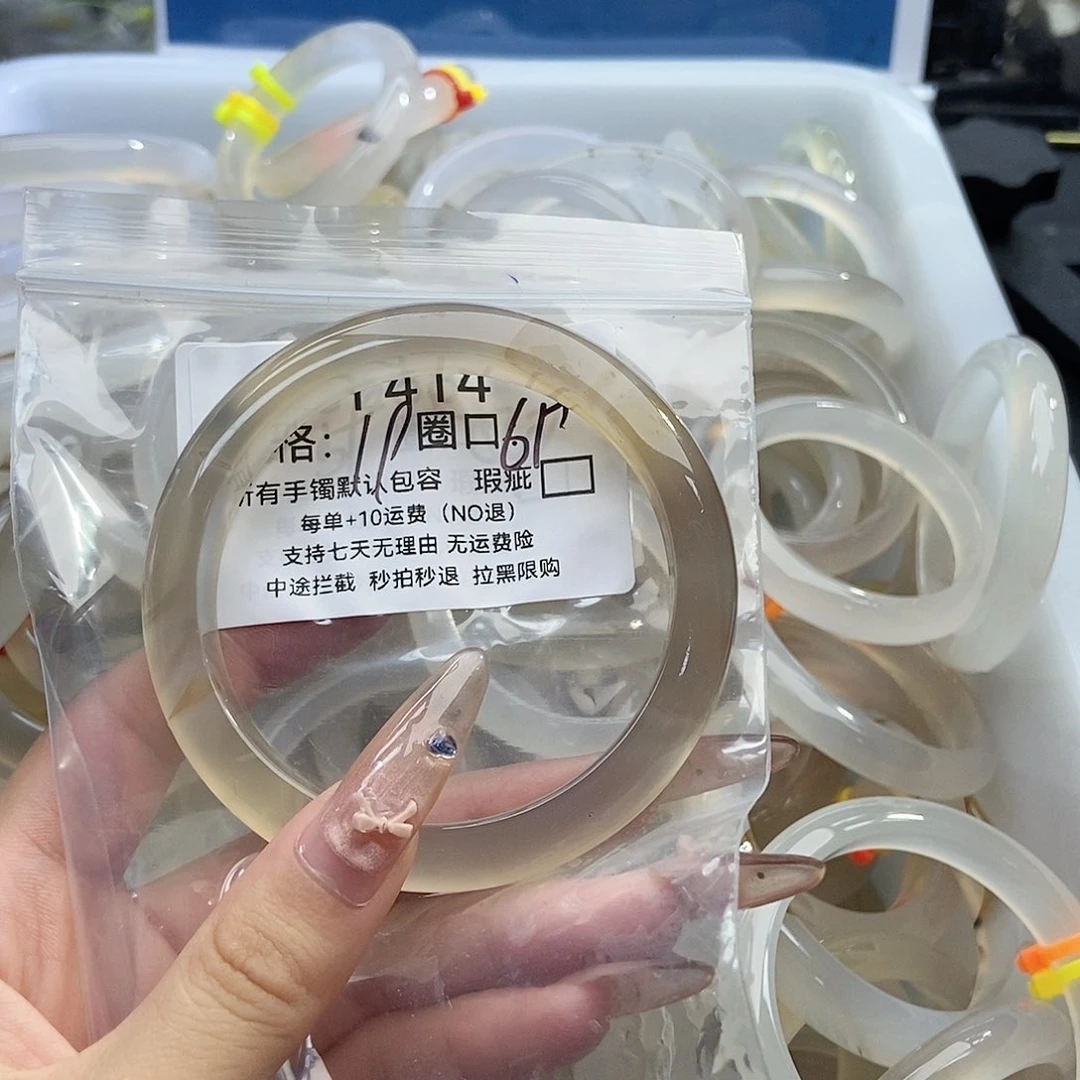 1414
格: 圈口
所有手镯默认包容 瑕疵
每单+10运费（NO退）
支持七天无理由 无运费险
中途拦截 秒拍秒退 拉黑限购